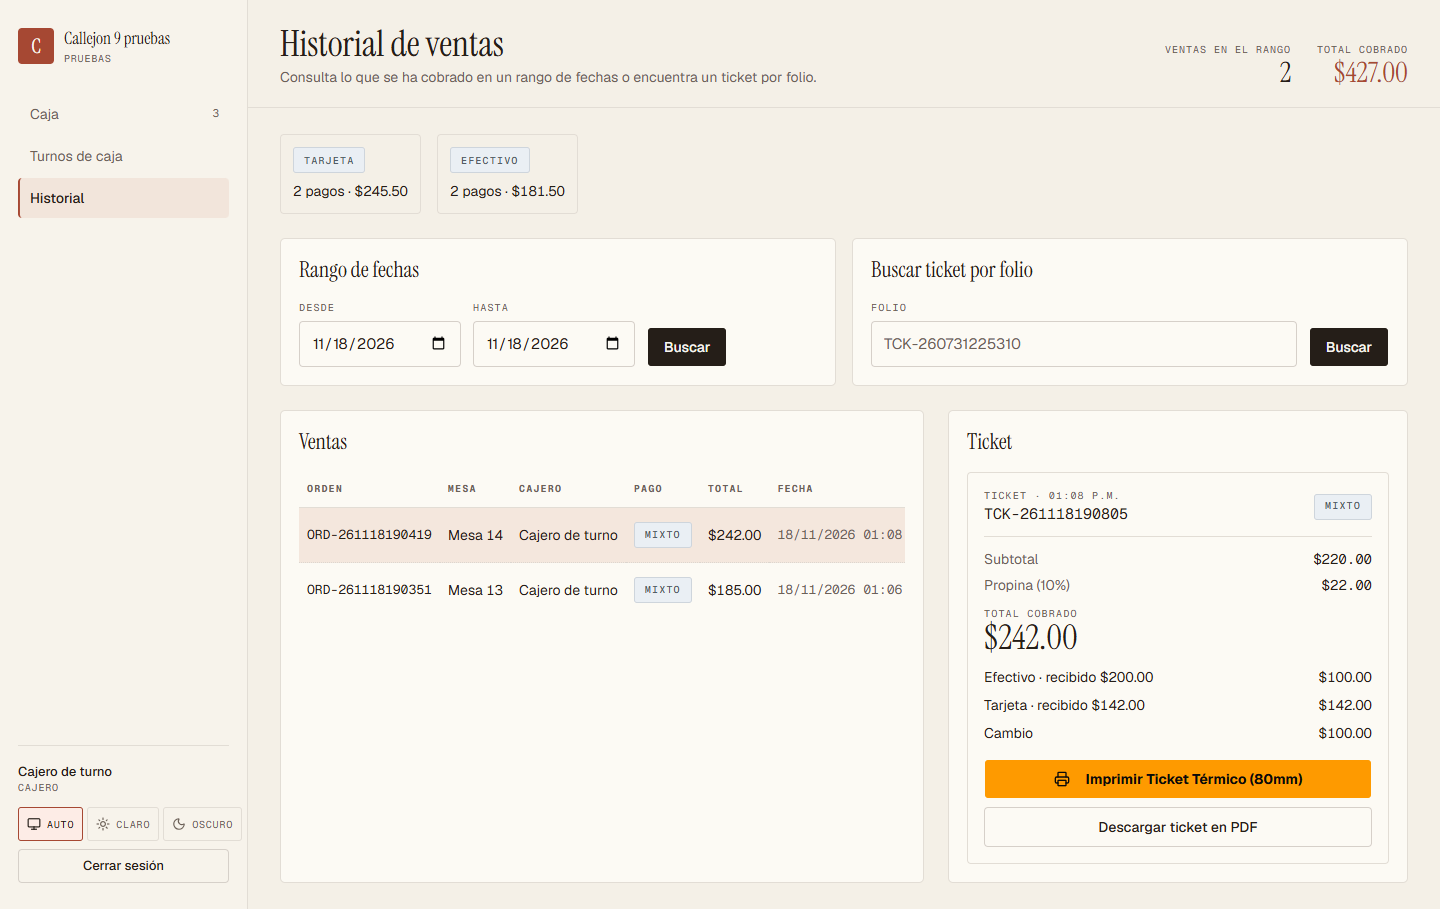 C
Callejon 9 pruebas
PRUEBAS
Caja 3
Turnos de caja
Historial
Cajero de turno
CAJERO
AUTO CLARO OSCURO
Cerrar sesión
Historial de ventas
Consulta lo que se ha cobrado en un rango de fechas o encuentra un ticket por folio.
VENTAS EN EL RANGO
2
TOTAL COBRADO
$427.00
TARJETA
2 pagos · $245.50
EFECTIVO
2 pagos · $181.50
Rango de fechas
DESDE HASTA
11/18/2026 11/18/2026 Buscar
Buscar ticket por folio
FOLIO
TCK-260731225310 Buscar
Ventas
ORDEN MESA CAJERO PAGO TOTAL FECHA
ORD-261118190419 Mesa 14 Cajero de turno MIXTO $242.00 18/11/2026 01:08
ORD-261118190351 Mesa 13 Cajero de turno MIXTO $185.00 18/11/2026 01:06
Ticket
TICKET · 01:08 P.M.
TCK-261118190805 MIXTO
Subtotal $220.00
Propina (10%) $22.00
TOTAL COBRADO
$242.00
Efectivo · recibido $200.00 $100.00
Tarjeta · recibido $142.00 $142.00
Cambio $100.00
Imprimir Ticket Térmico (80mm)
Descargar ticket en PDF